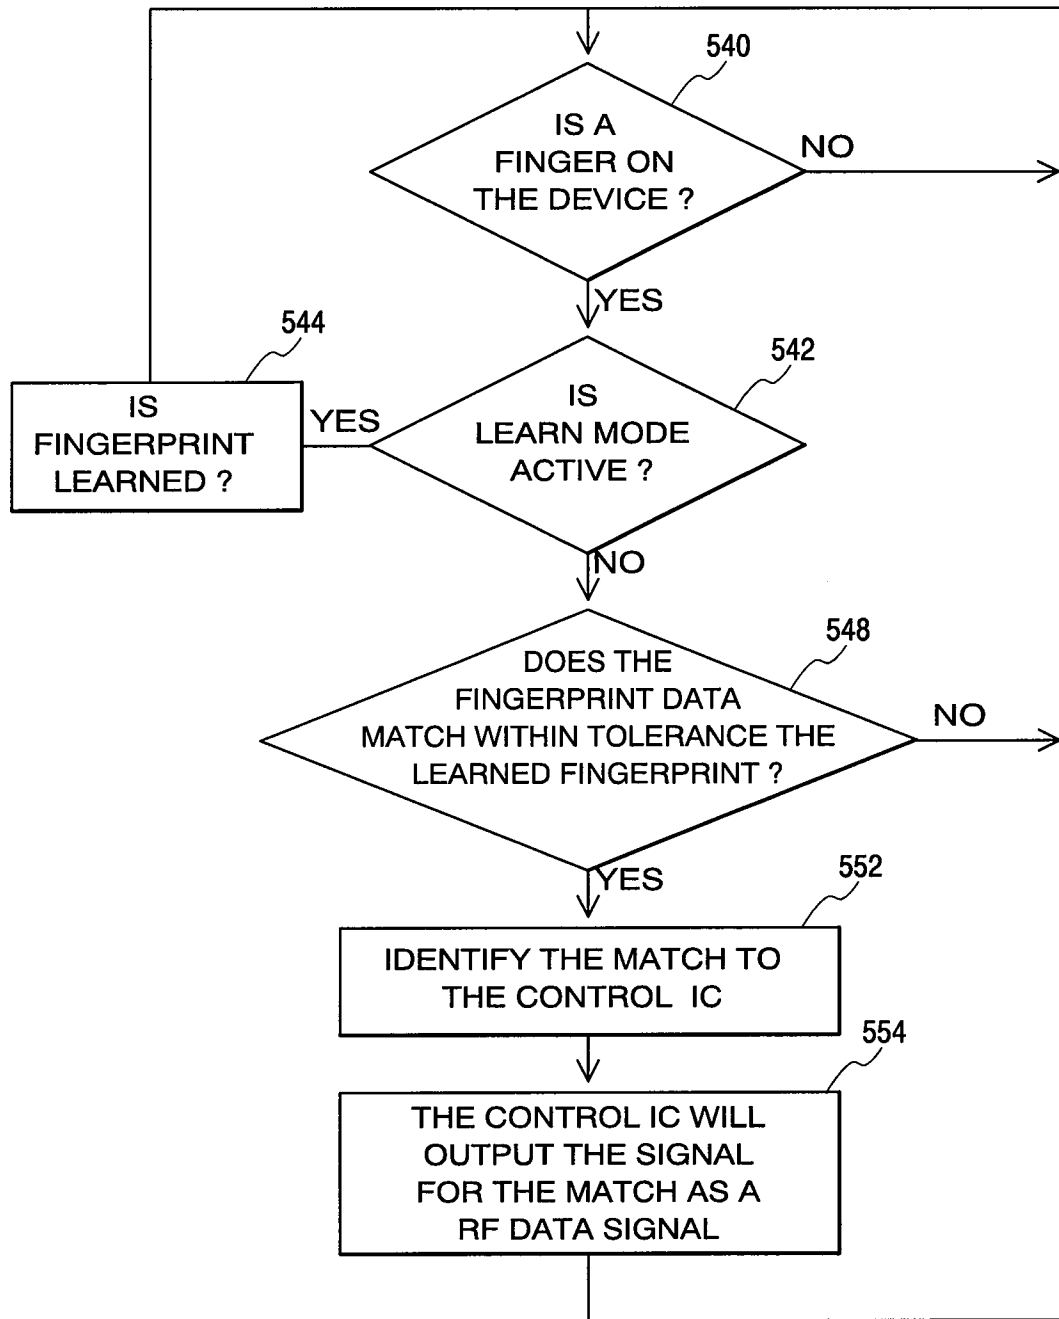 540
IS A
FINGER ON
THE DEVICE ?
NO
YES
544
542
IS
FINGERPRINT
LEARNED ?
YES
IS
LEARN MODE
ACTIVE ?
NO
548
DOES THE
FINGERPRINT DATA
MATCH WITHIN TOLERANCE THE
LEARNED FINGERPRINT ?
NO
YES
552
IDENTIFY THE MATCH TO
THE CONTROL IC
554
THE CONTROL IC WILL
OUTPUT THE SIGNAL
FOR THE MATCH AS A
RF DATA SIGNAL